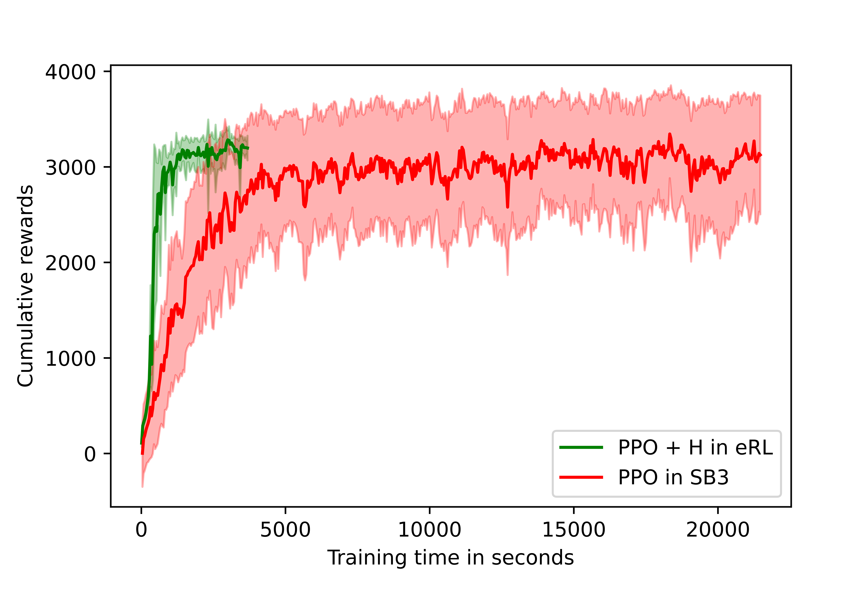 4000
3000
2000
1000
0
Cumulative rewards
PPO + H in eRL
PPO in SB3
0 5000 10000 15000 20000
Training time in seconds